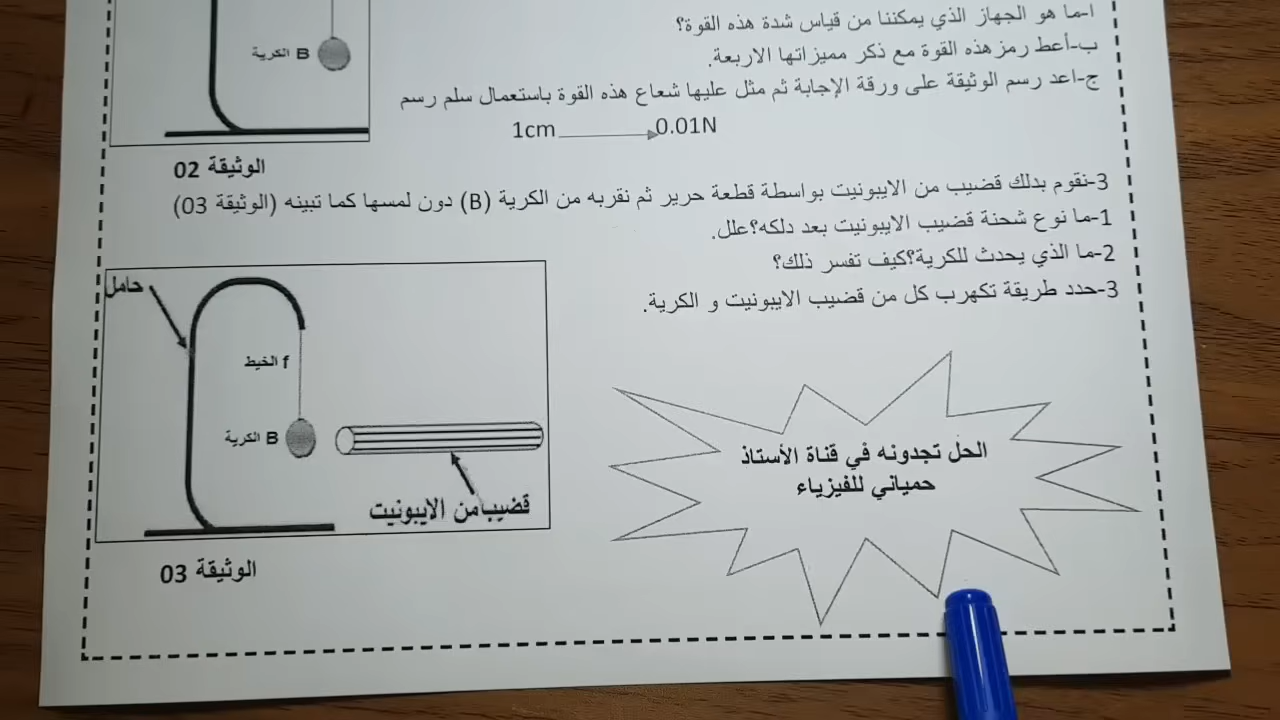 ا-ما هو الجهاز الذي يمكننا من قياس شدة هذه القوة؟
ب-أعط رمز هذه القوة مع ذكر مميزاتها الاربعة.
ج-اعد رسم الوثيقة على ورقة الإجابة ثم مثل عليها شعاع هذه القوة باستعمال سلم رسم
1cm 0.01N
B الكرية
الوثيقة 02
3-نقوم بدلك قضيب من الايبونيت بواسطة قطعة حرير ثم نقربه من الكرية (B) دون لمسها كما تبينه (الوثيقة 03)
1-ما نوع شحنة قضيب الايبونيت بعد دلكه؟علل.
2-ما الذي يحدث للكرية؟كيف تفسر ذلك؟
3-حدد طريقة تكهرب كل من قضيب الايبونيت و الكرية.
حامل
f الخيط
B الكرية
قضيب من الايبونيت
الوثيقة 03
الحل تجدونه في قناة الأستاذ
حمياني للفيزياء